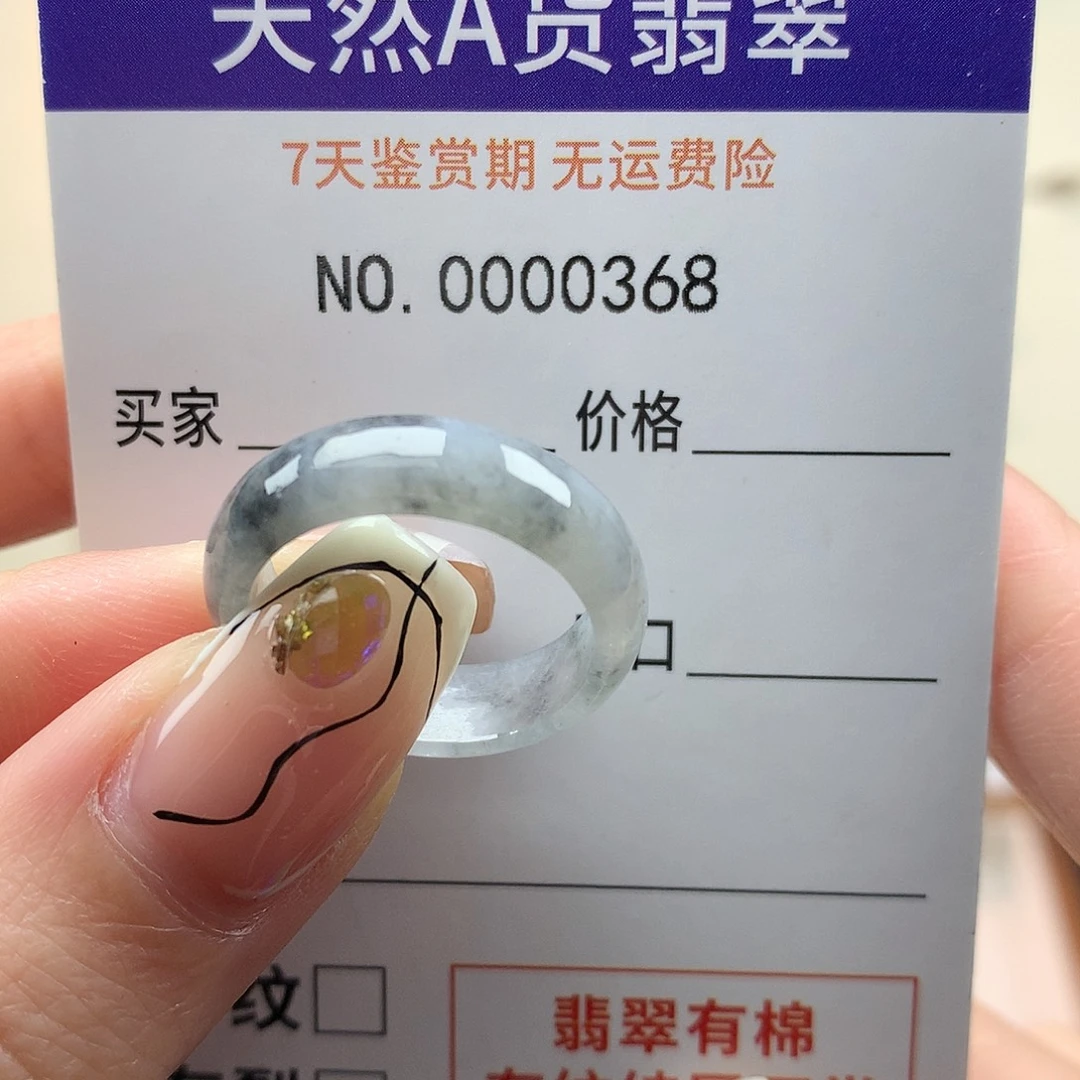 天然A货翡翠
7天鉴赏期 无运费险
NO. 0000368
买家 价格
口
纹
翡翠有棉